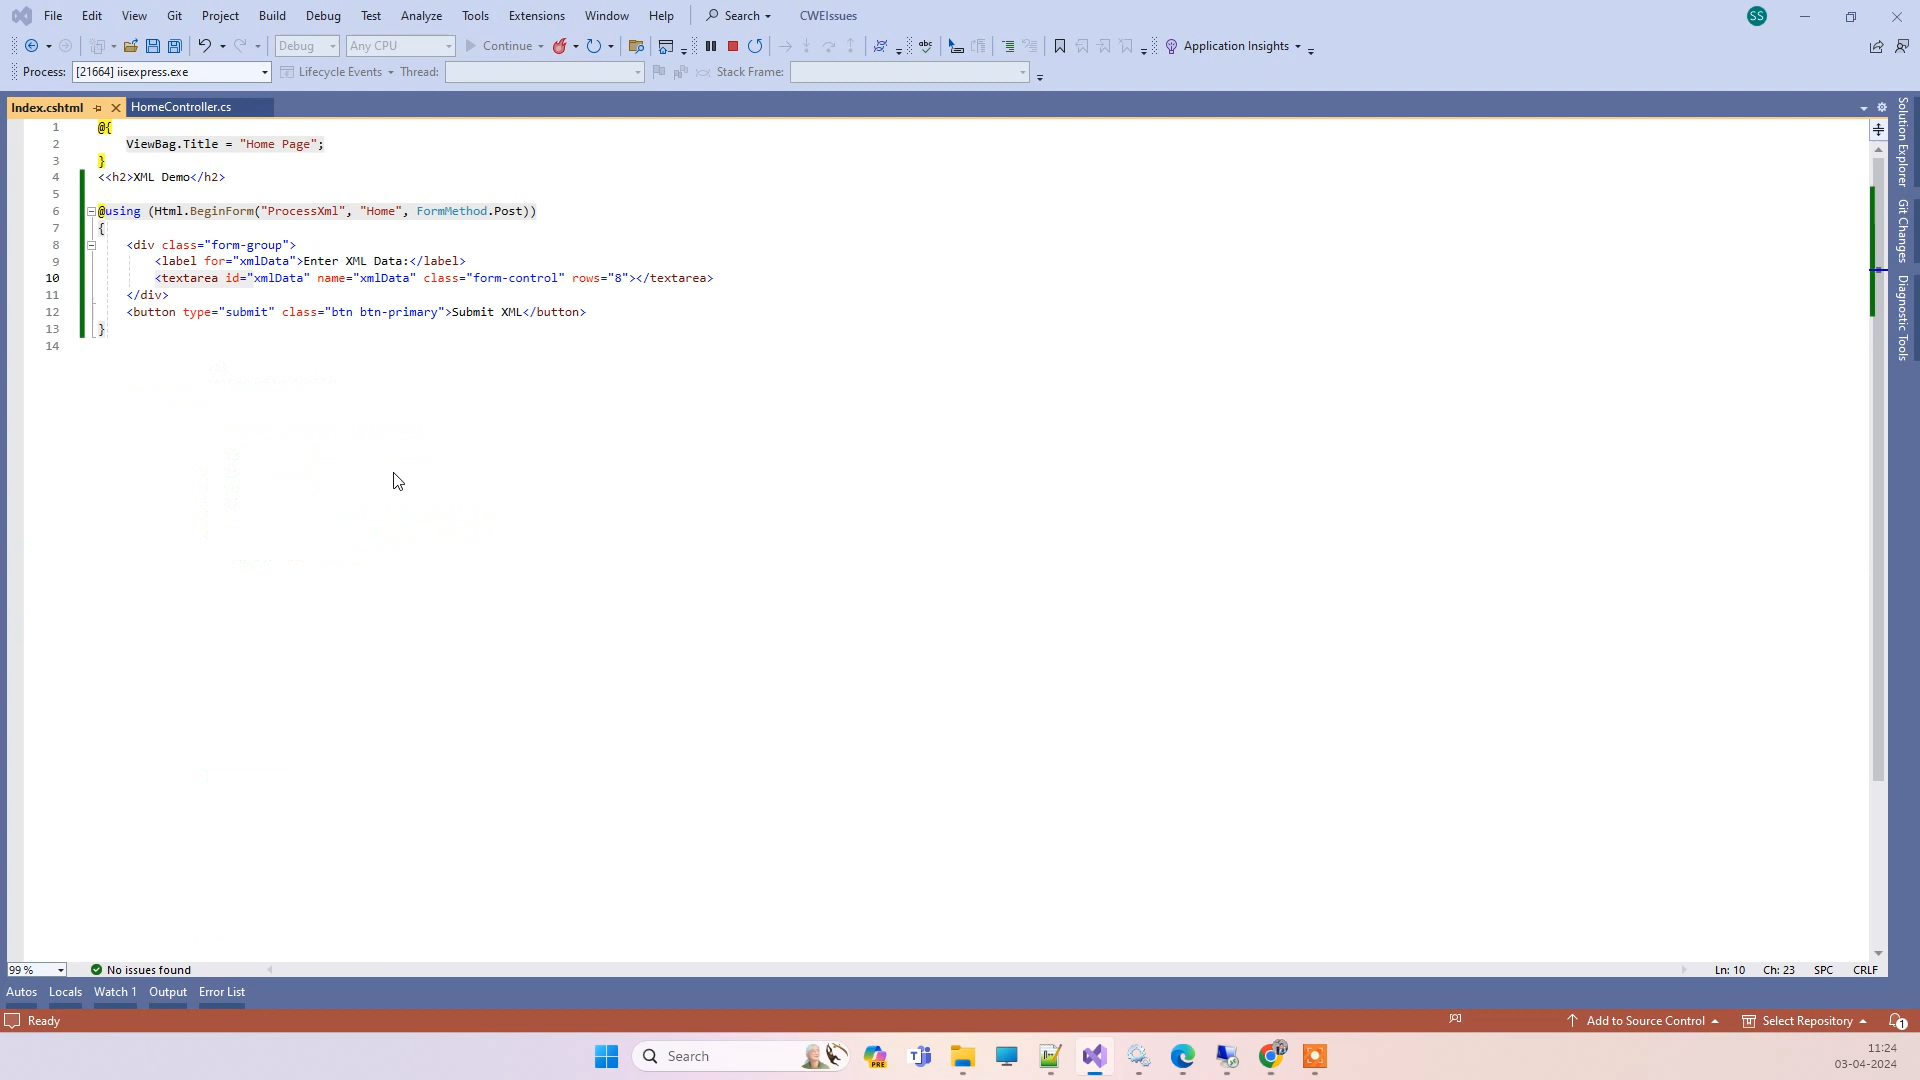 File Edit View Git Project Build Debug Test Analyze Tools Extensions Window Help Search CWEIssues SS
Debug Any CPU Continue Application Insights
Process: [21664] iisexpress.exe Lifecycle Events Thread: Stack Frame:
Index.cshtml HomeController.cs
1 @{
2 ViewBag.Title = "Home Page";
3 }
4 <<h2>XML Demo</h2>
5
6 @using (Html.BeginForm("ProcessXml", "Home", FormMethod.Post))
7 {
8 <div class="form-group">
9 <label for="xmlData">Enter XML Data:</label>
10 <textarea id="xmlData" name="xmlData" class="form-control" rows="8"></textarea>
11 </div>
12 <button type="submit" class="btn btn-primary">Submit XML</button>
13 }
14
Solution Explorer
Git Changes
Diagnostic Tools
99 % No issues found Ln: 10 Ch: 23 SPC CRLF
Autos Locals Watch 1 Output Error List
Ready Add to Source Control Select Repository 1
Search PRE
11:24
03-04-2024